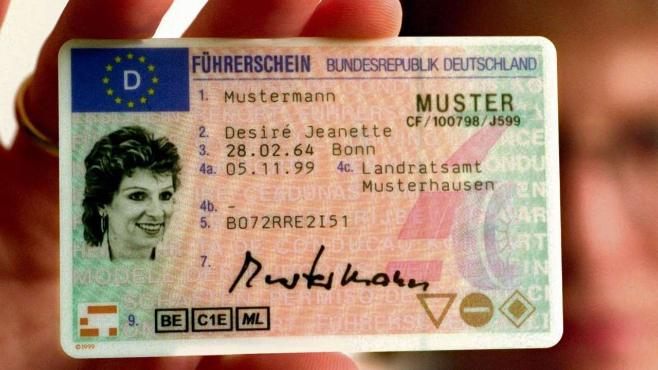 D
FÜHRERSCHEIN BUNDESREPUBLIK DEUTSCHLAND
1. Mustermann
MUSTER
CF/100798/J599
2. Desiré Jeanette
3. 28.02.64 Bonn
4a. 05.11.99 4c. Landratsamt
Musterhausen
4b. -
5. B072RRE2I51
7. Mustermann
9. BE C1E ML
©1999